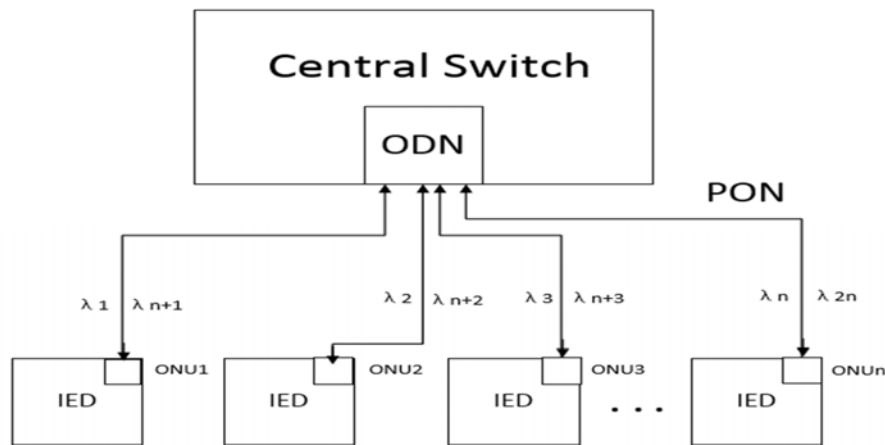 Central Switch
ODN
PON
λ 1 λ n+1
λ 2 λ n+2
λ 3 λ n+3
λ n λ 2n
IED ONU1
IED ONU2
IED ONU3
. . .
IED ONUn